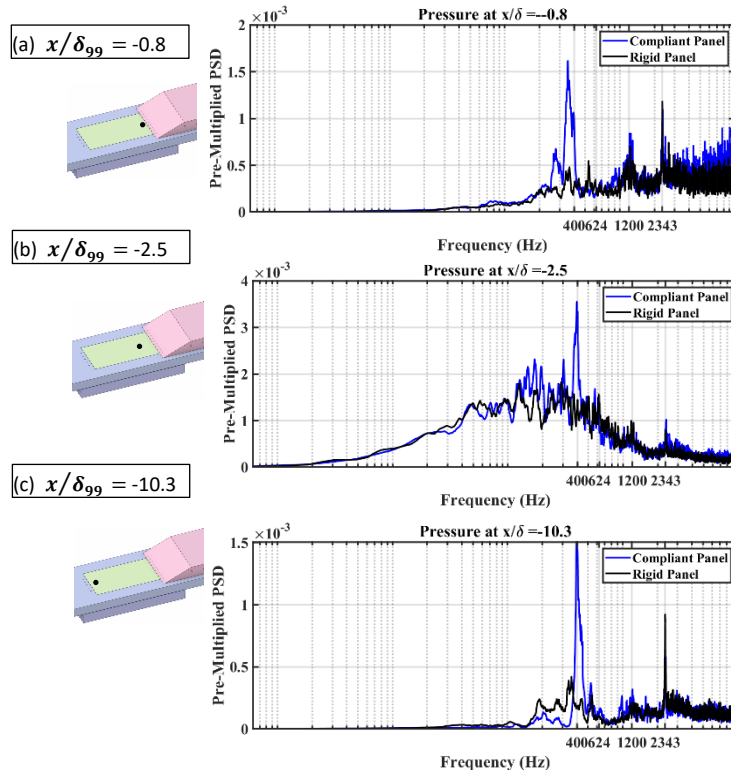 (a) x/δ99 = -0.8
×10-3
Pressure at x/δ =--0.8
Pre-Multiplied PSD
2
1.5
1
0.5
0
Compliant Panel
Rigid Panel
400624 1200 2343
Frequency (Hz)
(b) x/δ99 = -2.5
×10-3
Pressure at x/δ =-2.5
Pre-Multiplied PSD
4
3
2
1
0
Compliant Panel
Rigid Panel
400624 1200 2343
Frequency (Hz)
(c) x/δ99 = -10.3
×10-3
Pressure at x/δ =-10.3
Pre-Multiplied PSD
1.5
1
0.5
0
Compliant Panel
Rigid Panel
400624 1200 2343
Frequency (Hz)